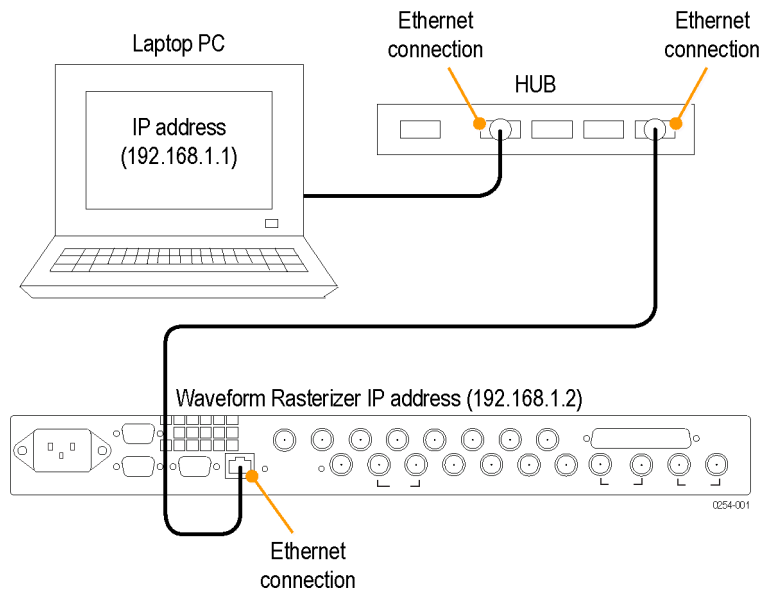 Ethernet
connection
Ethernet
connection
Laptop PC
HUB
IP address
(192.168.1.1)
Waveform Rasterizer IP address (192.168.1.2)
0254-001
Ethernet
connection